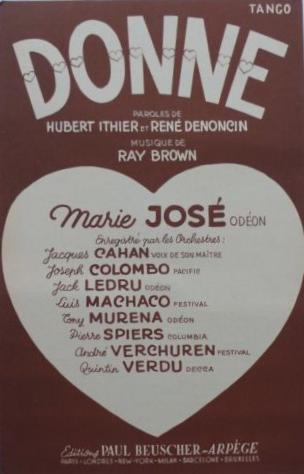 TANGO
DONNE
PAROLES DE
HUBERT ITHIER ET RENÉ DENONCIN
MUSIQUE DE
RAY BROWN
Marie JOSÉ ODÉON
Enregistré par les Orchestres :
Jacques CAHAN VOIX DE SON MAÎTRE
Joseph COLOMBO PACIFIC
Jack LEDRU ODÉON
Luis MACHACO FESTIVAL
Tony MURENA ODÉON
Pierre SPIERS COLUMBIA
André VERCHUREN FESTIVAL
Quintin VERDU DECCA
Editions PAUL BEUSCHER-ARPÈGE
PARIS - LONDRES - NEW-YORK - MILAN - BARCELONE - BRUXELLES